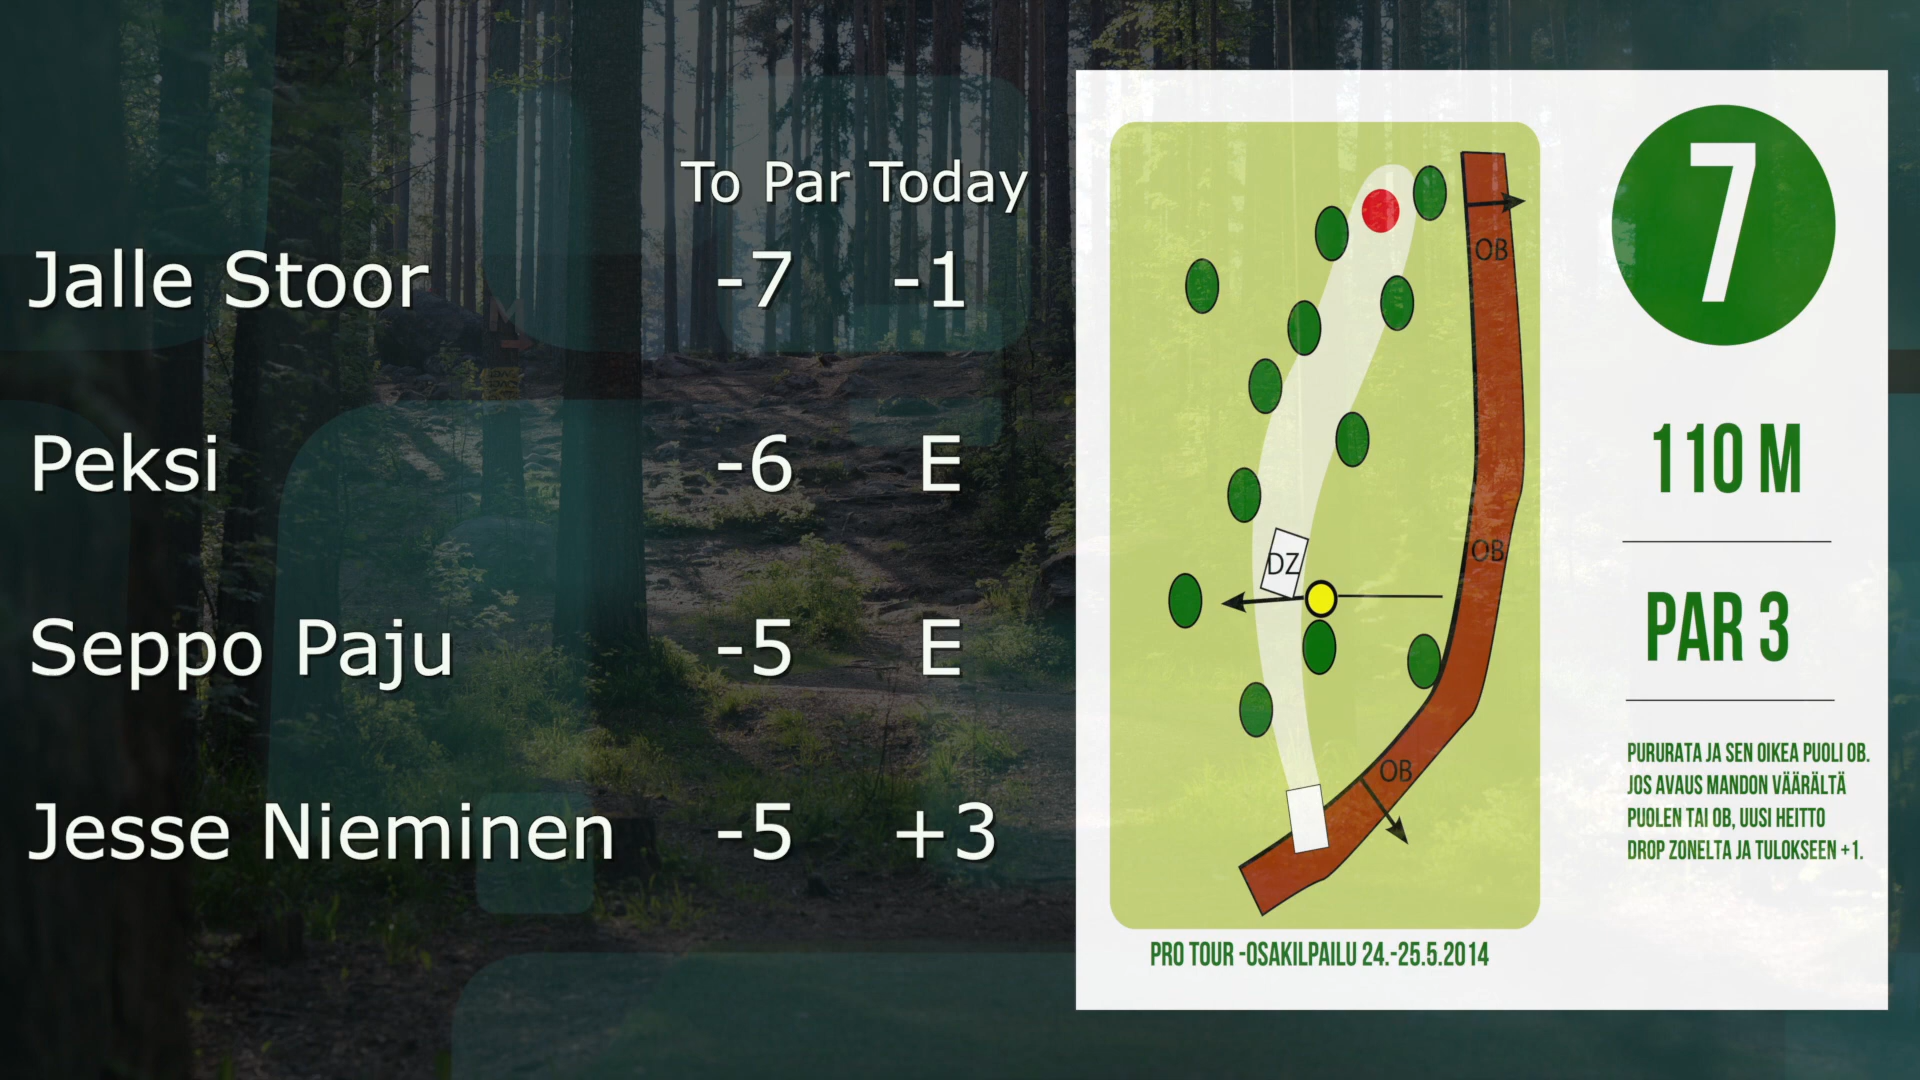 To Par Today
Jalle Stoor -7 -1
Peksi -6 E
Seppo Paju -5 E
Jesse Nieminen -5 +3
7
110 M
PAR 3
PURURATA JA SEN OIKEA PUOLI OB.
JOS AVAUS MANDON VÄÄRÄLTÄ
PUOLEN TAI OB, UUSI HEITTO
DROP ZONELTA JA TULOKSEEN +1.
OB
OB
DZ
OB
PRO TOUR -OSAKILPAILU 24.-25.5.2014